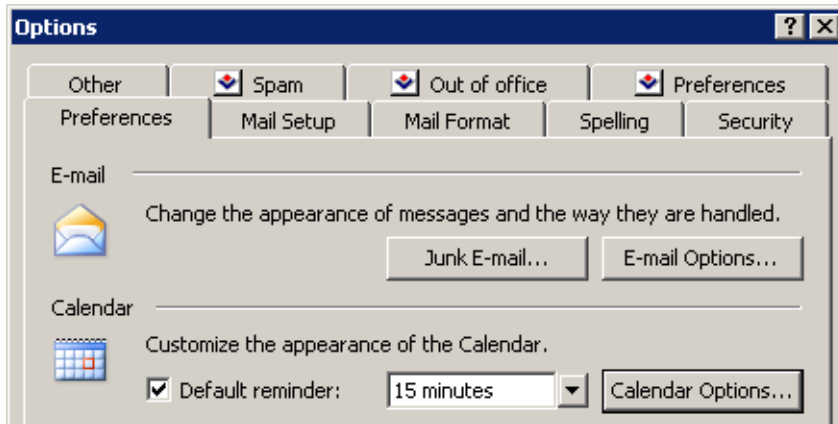 Options
Other Spam Out of office Preferences
Preferences Mail Setup Mail Format Spelling Security
E-mail
Change the appearance of messages and the way they are handled.
Junk E-mail... E-mail Options...
Calendar
Customize the appearance of the Calendar.
Default reminder: 15 minutes Calendar Options...